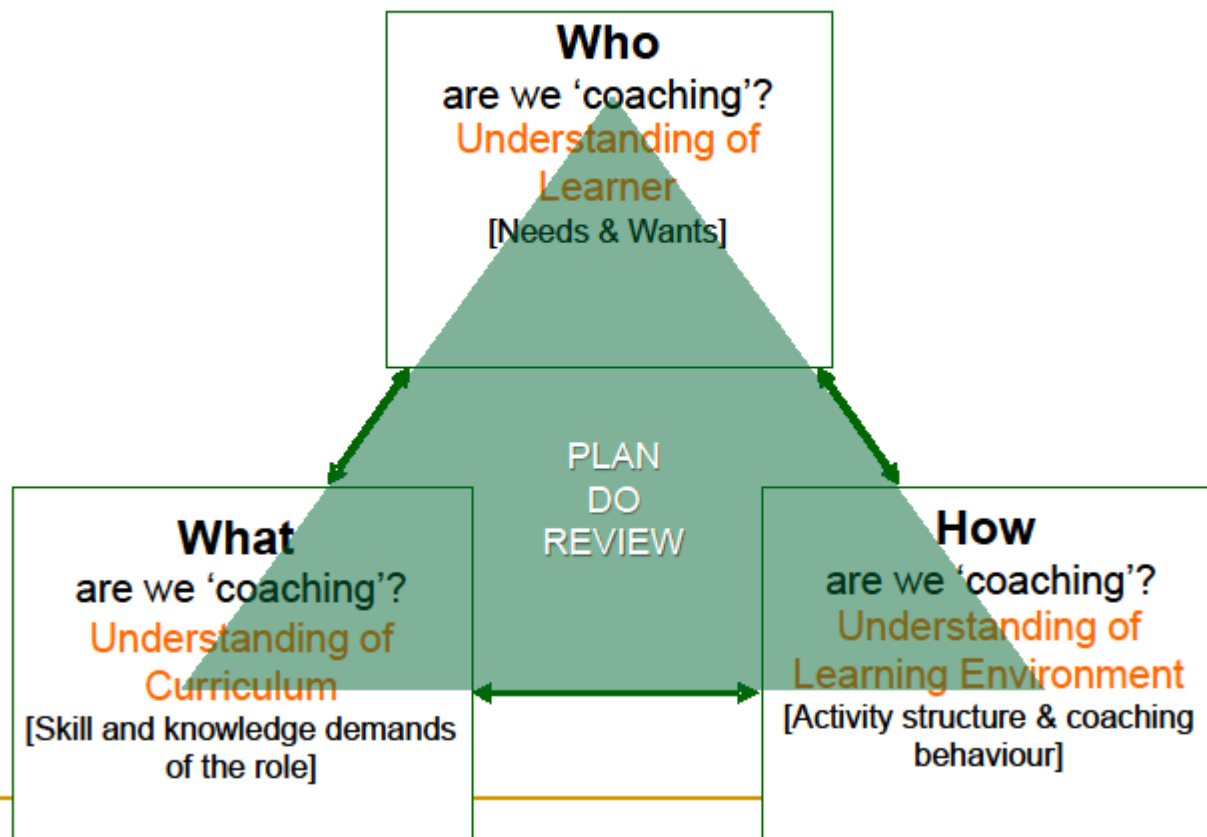 Who
are we ‘coaching’?
Understanding of
Learner
[Needs & Wants]
PLAN
DO
REVIEW
What
are we ‘coaching’?
Understanding of
Curriculum
[Skill and knowledge demands
of the role]
How
are we ‘coaching’?
Understanding of
Learning Environment
[Activity structure & coaching
behaviour]